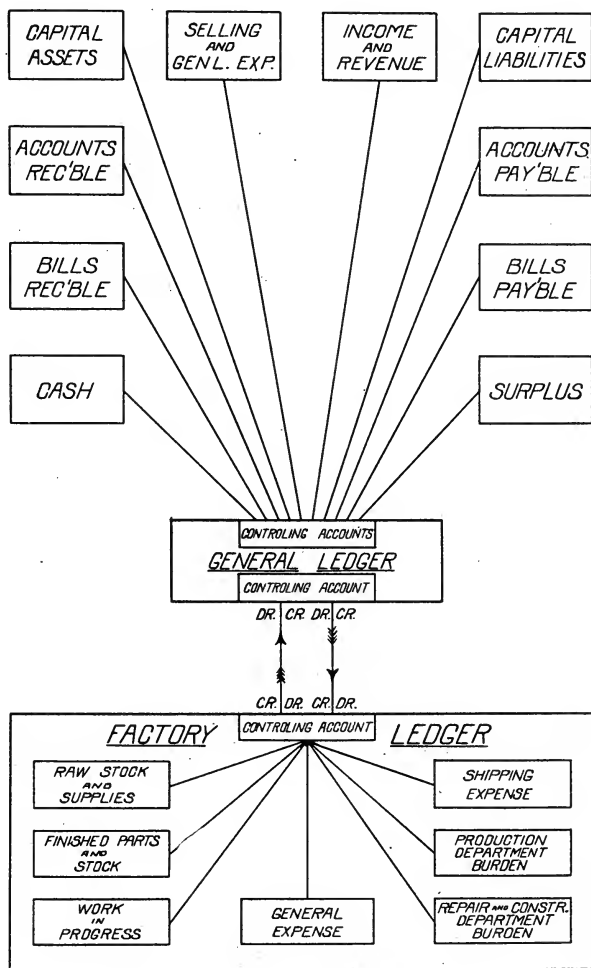 CAPITAL
ASSETS
SELLING
AND
GEN'L. EXP.
INCOME
AND
REVENUE
CAPITAL
LIABILITIES
ACCOUNTS
REC'BLE
ACCOUNTS
PAY'BLE
BILLS
REC'BLE
BILLS
PAY'BLE
CASH
SURPLUS
CONTROLING ACCOUNTS
GENERAL LEDGER
CONTROLING ACCOUNT
DR. CR. DR. CR.
CR. DR. CR. DR.
FACTORY CONTROLING ACCOUNT LEDGER
RAW STOCK
AND
SUPPLIES
SHIPPING
EXPENSE
FINISHED PARTS
AND
STOCK
PRODUCTION
DEPARTMENT
BURDEN
WORK
IN
PROGRESS
GENERAL
EXPENSE
REPAIR AND CONSTR.
DEPARTMENT
BURDEN